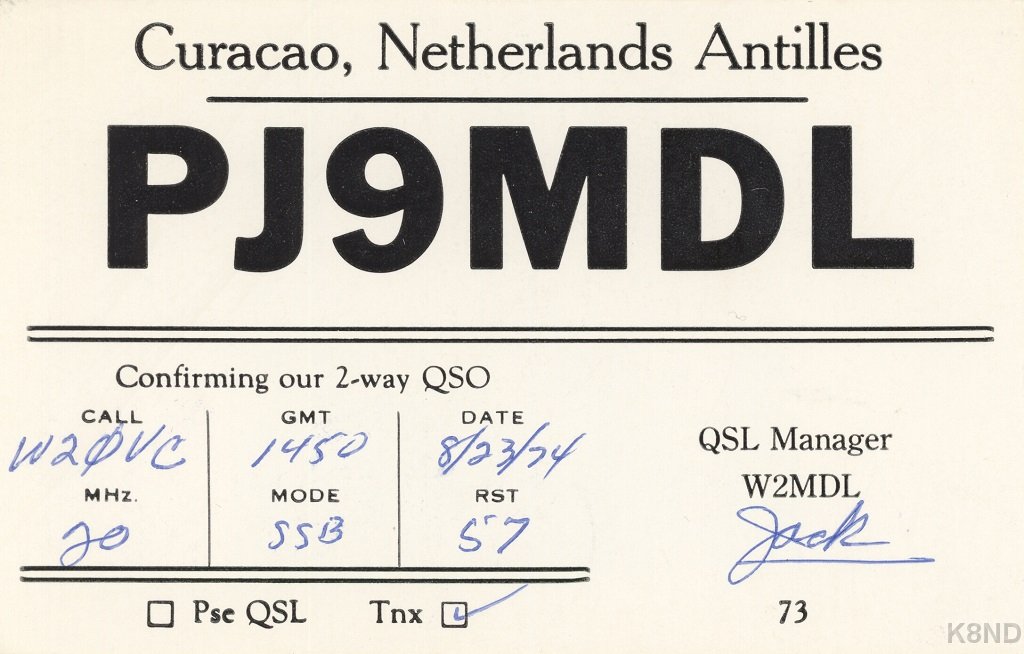 Curacao, Netherlands Antilles
PJ9MDL
Confirming our 2-way QSO
CALL GMT DATE
W2ØVC 1450 8/23/74
MHz. MODE RST
20 SSB 57
QSL Manager
W2MDL
Jack
Pse QSL Tnx
73
K8ND